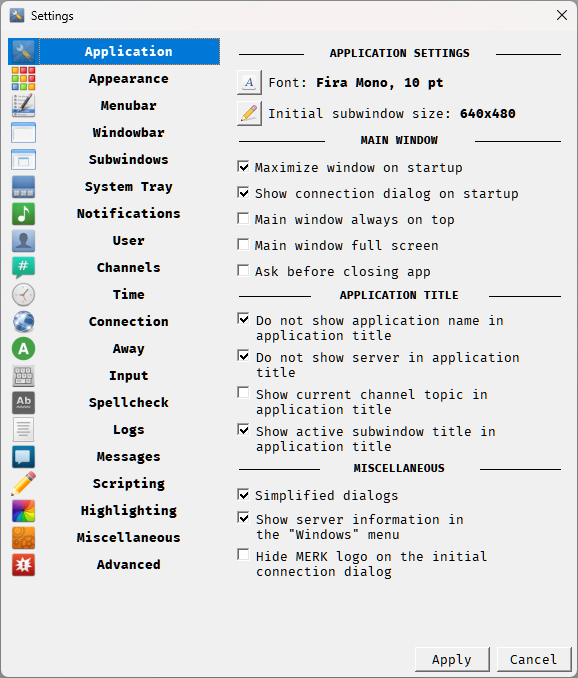 Settings
Application
Appearance
Menubar
Windowbar
Subwindows
System Tray
Notifications
User
Channels
Time
Connection
Away
Input
Spellcheck
Logs
Messages
Scripting
Highlighting
Miscellaneous
Advanced
APPLICATION SETTINGS
A
Font: Fira Mono, 10 pt
Initial subwindow size: 640x480
MAIN WINDOW
Maximize window on startup
Show connection dialog on startup
Main window always on top
Main window full screen
Ask before closing app
APPLICATION TITLE
Do not show application name in
application title
Do not show server in application
title
Show current channel topic in
application title
Show active subwindow title in
application title
MISCELLANEOUS
Simplified dialogs
Show server information in
the "Windows" menu
Hide MERK logo on the initial
connection dialog
#
A
Ab
Apply
Cancel